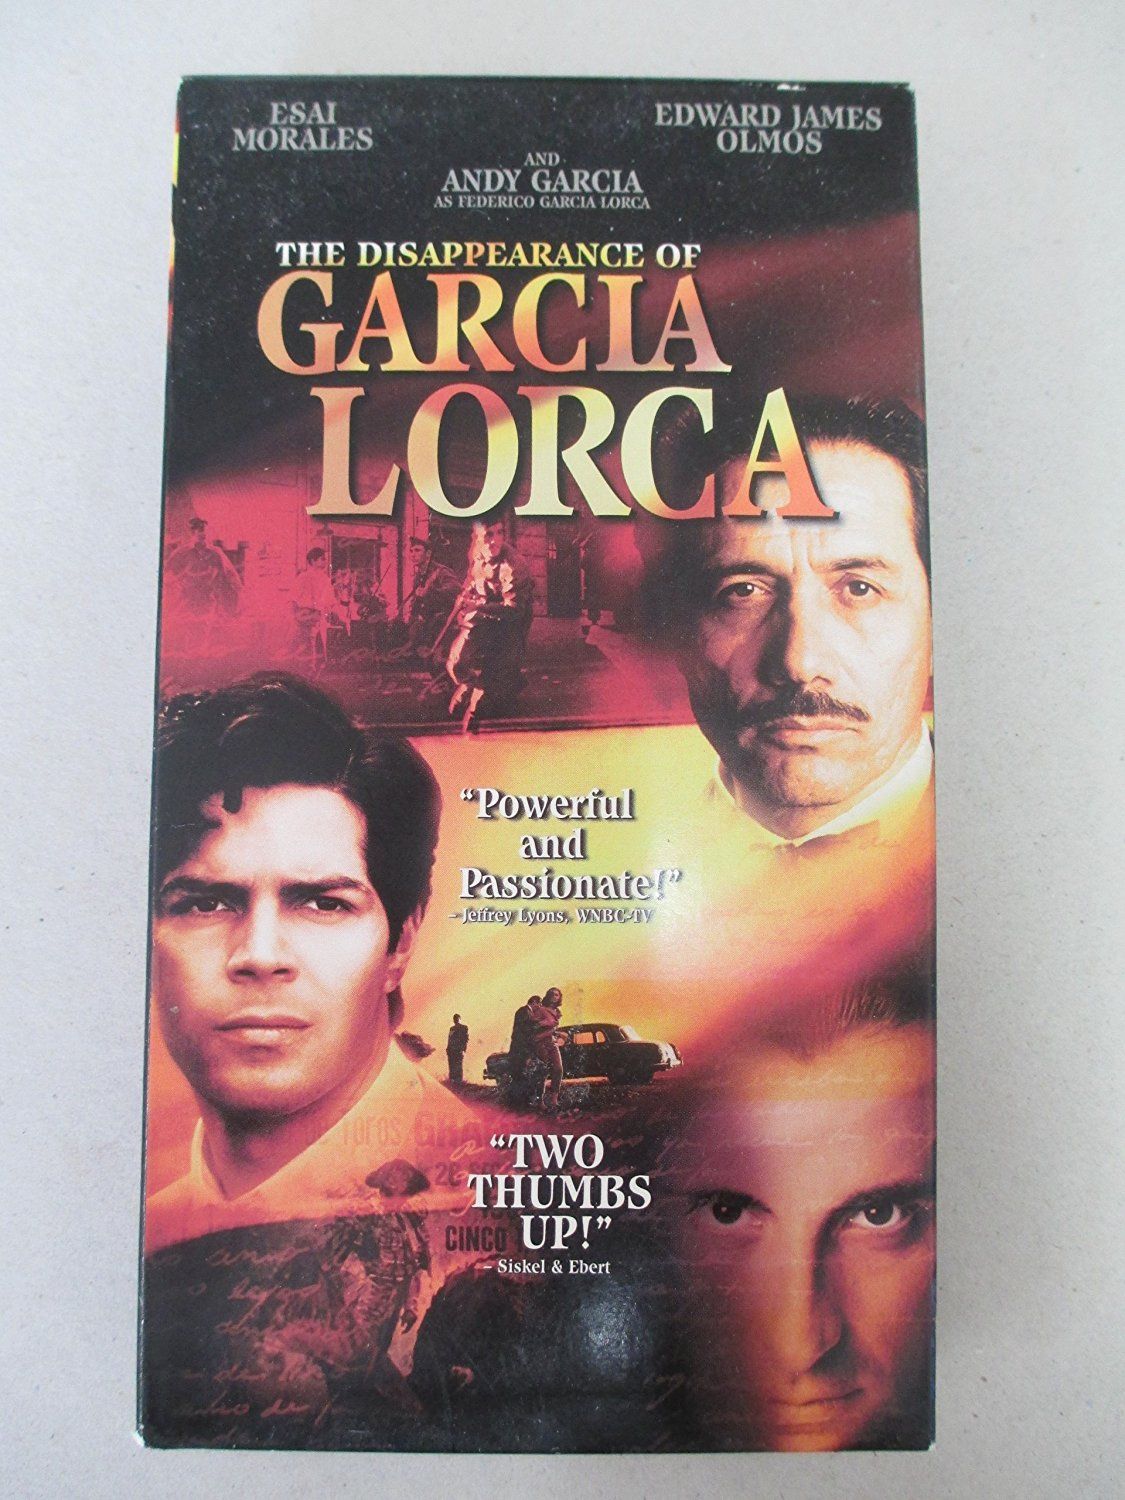 ESAI
MORALES
EDWARD JAMES
OLMOS
AND
ANDY GARCIA
AS FEDERICO GARCIA LORCA
THE DISAPPEARANCE OF
GARCIA
LORCA
“Powerful
and
Passionate!”
– Jeffrey Lyons, WNBC-TV
“TWO
THUMBS
UP!”
– Siskel & Ebert
TOROS
CINCO